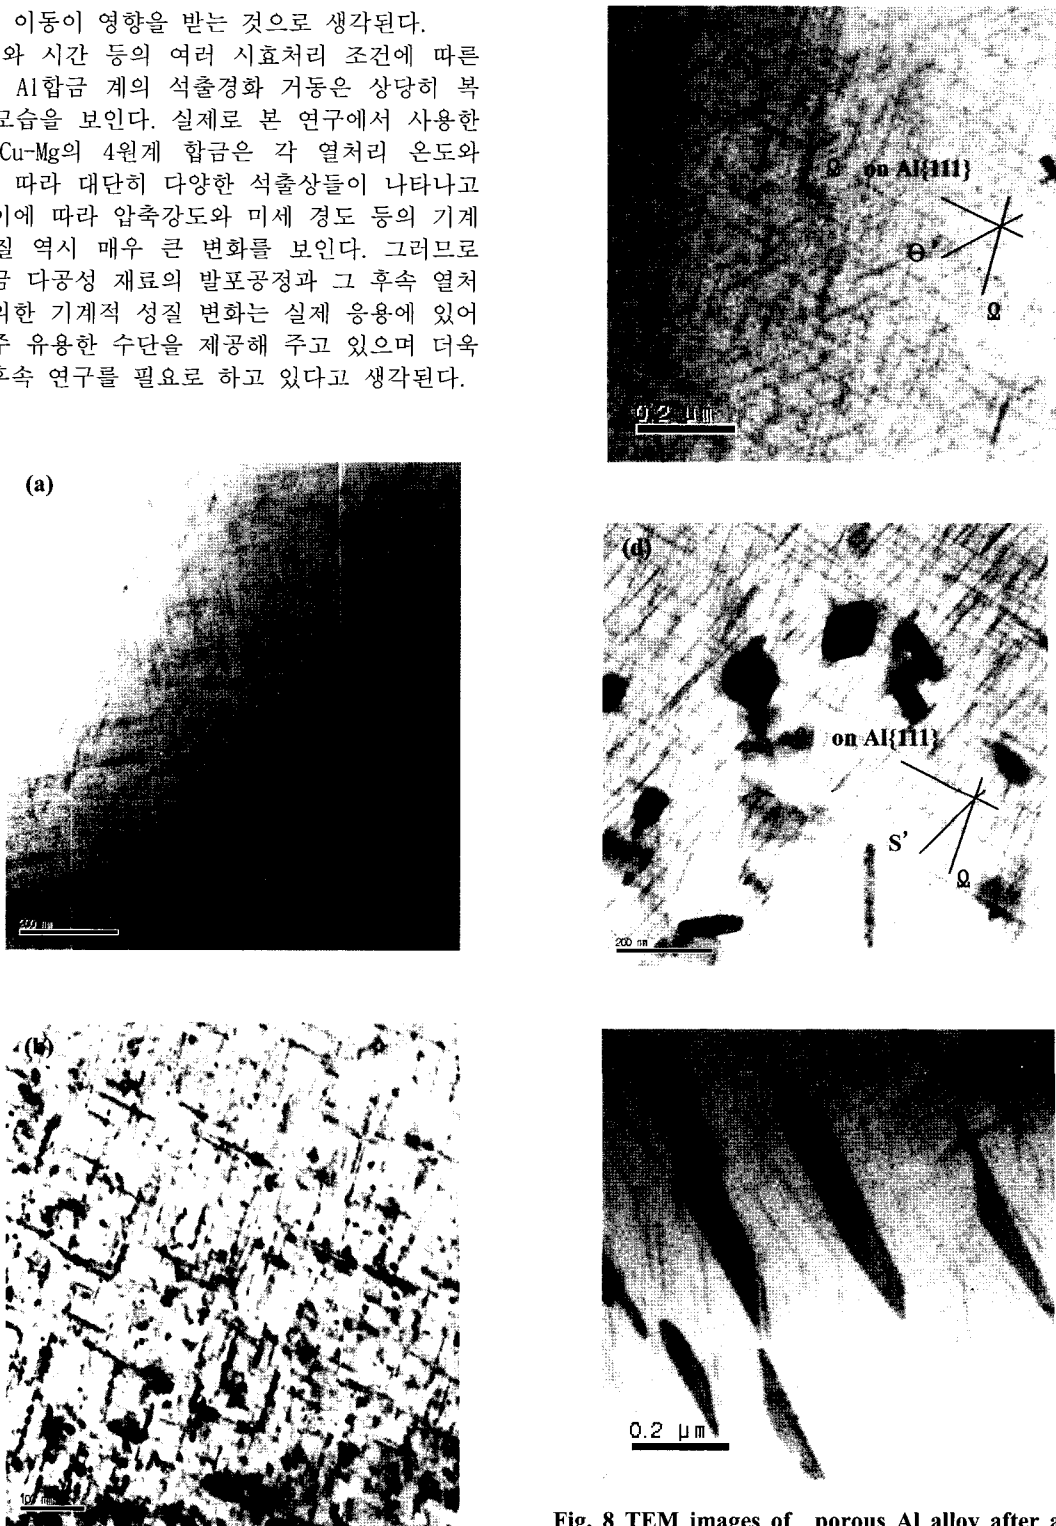 이동이 영향을 받는 것으로 생각된다.
와 시간 등의 여러 시효처리 조건에 따른
Al합금 계의 석출경화 거동은 상당히 복
모습을 보인다. 실제로 본 연구에서 사용한
Cu-Mg의 4원계 합금은 각 열처리 온도와
따라 대단히 다양한 석출상들이 나타나고
이에 따라 압축강도와 미세 경도 등의 기계
질 역시 매우 큰 변화를 보인다. 그러므로
금 다공성 재료의 발포공정과 그 후속 열처
의한 기계적 성질 변화는 실제 응용에 있어
주 유용한 수단을 제공해 주고 있으며 더욱
후속 연구를 필요로 하고 있다고 생각된다.
(a)
200 nm
(b)
100 nm
Ω on Al{111}
Θ'
Ω
0.2 μm
(d)
Ω on Al{111}
S'
Ω
200 nm
0.2 μm
Fig. 8 TEM images of porous Al alloy after a